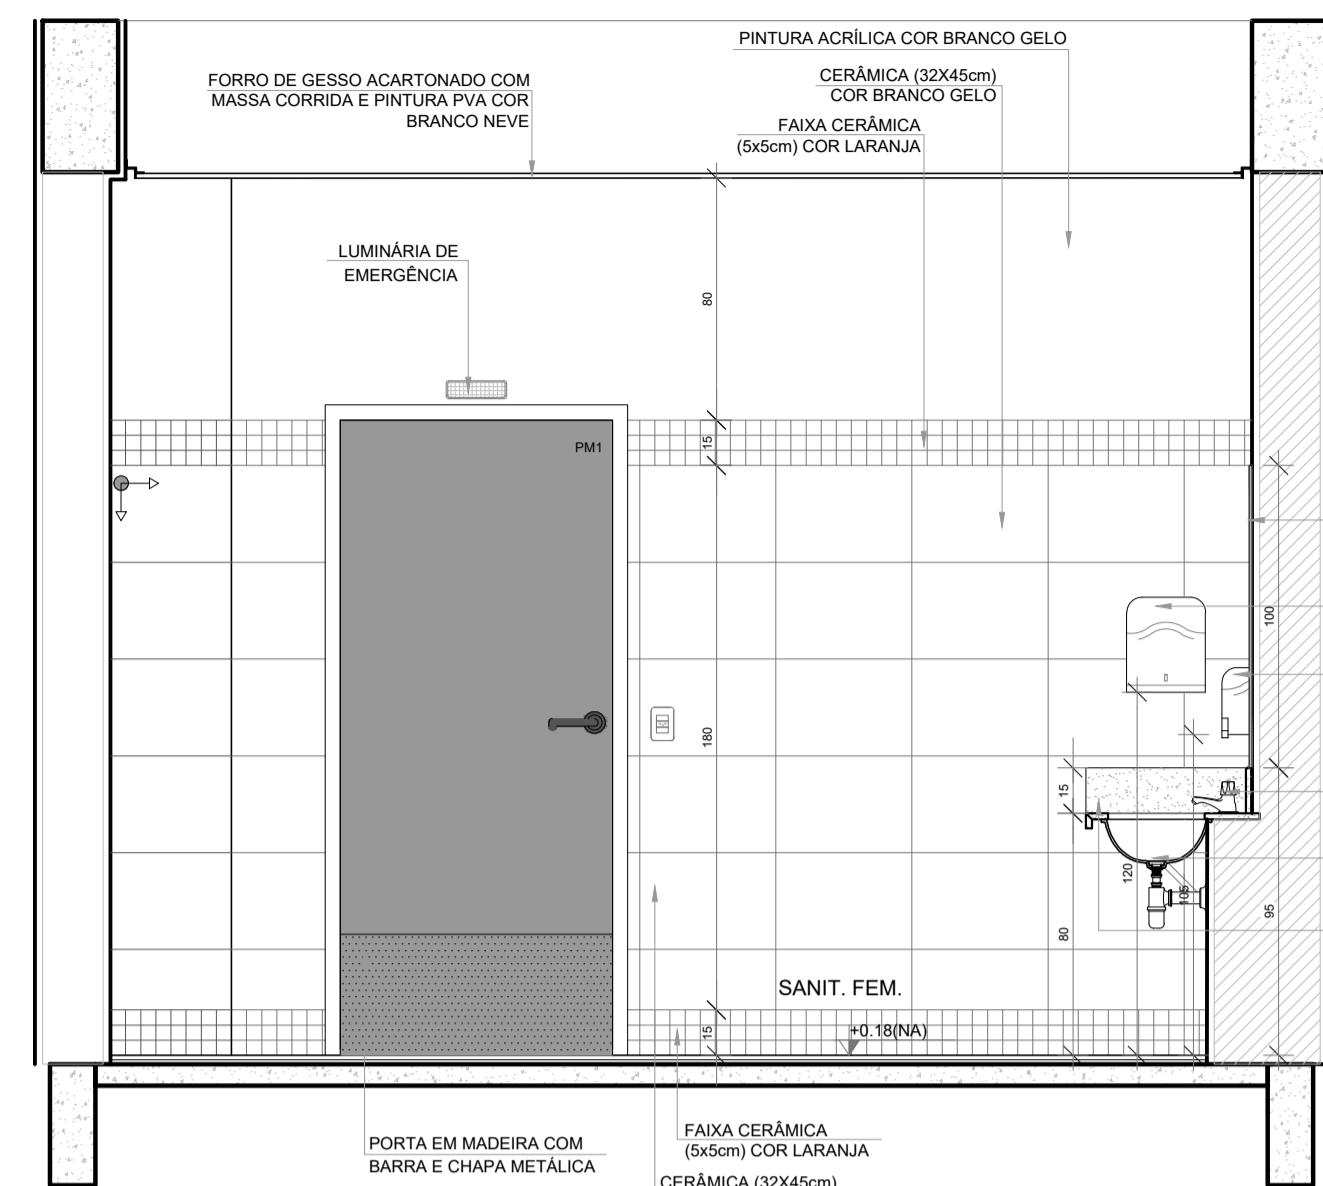 PINTURA ACRÍLICA COR BRANCO GELO
FORRO DE GESSO ACARTONADO COM
MASSA CORRIDA E PINTURA PVA COR
BRANCO NEVE
CERÂMICA (32X45cm)
COR BRANCO GELO
FAIXA CERÂMICA
(5x5cm) COR LARANJA
LUMINÁRIA DE
EMERGÊNCIA
80
15
PM1
100
180
15
120
105
95
80
SANIT. FEM.
+0.18(NA)
15
PORTA EM MADEIRA COM
BARRA E CHAPA METÁLICA
FAIXA CERÂMICA
(5x5cm) COR LARANJA
CERÂMICA (32X45cm)